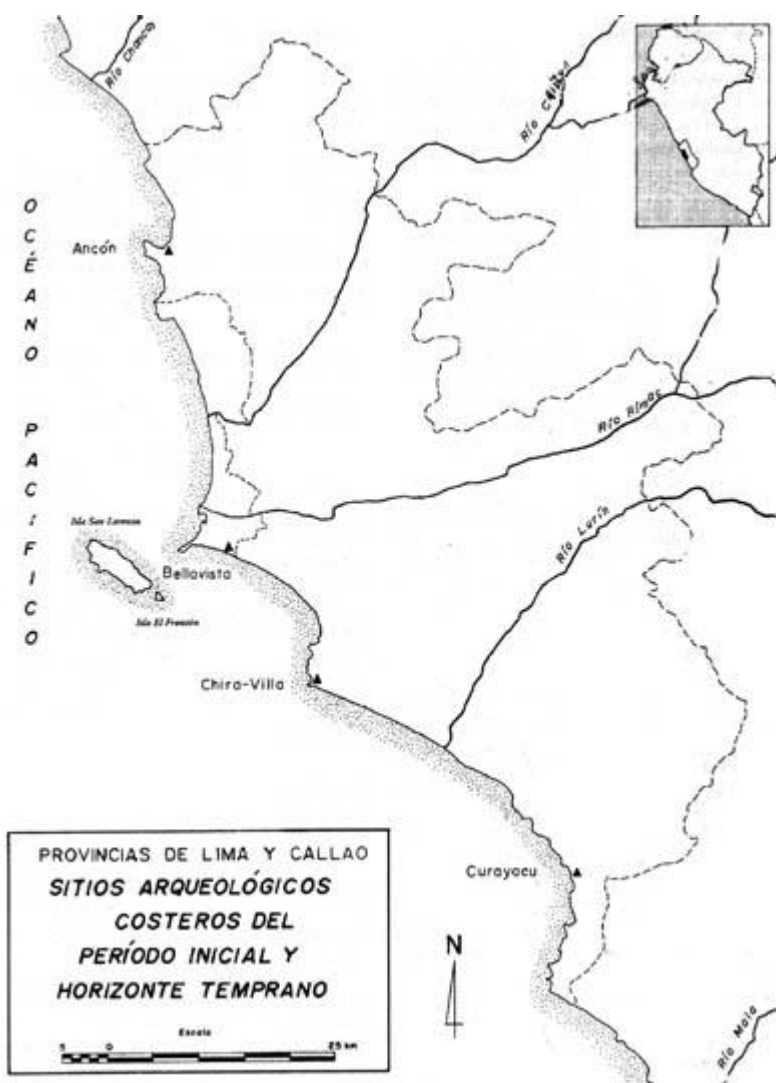 Río Chancay
Río Chillón
OCÉANO PACÍFICO
Ancón
Río Rímac
Isla San Lorenzo
Río Lurín
Bellavista
Isla El Frontón
Chira-Villa
PROVINCIAS DE LIMA Y CALLAO
SITIOS ARQUEOLÓGICOS
COSTEROS DEL
PERÍODO INICIAL Y
HORIZONTE TEMPRANO
Curayacu
N
Río Mala
Escala
5 0 25 km